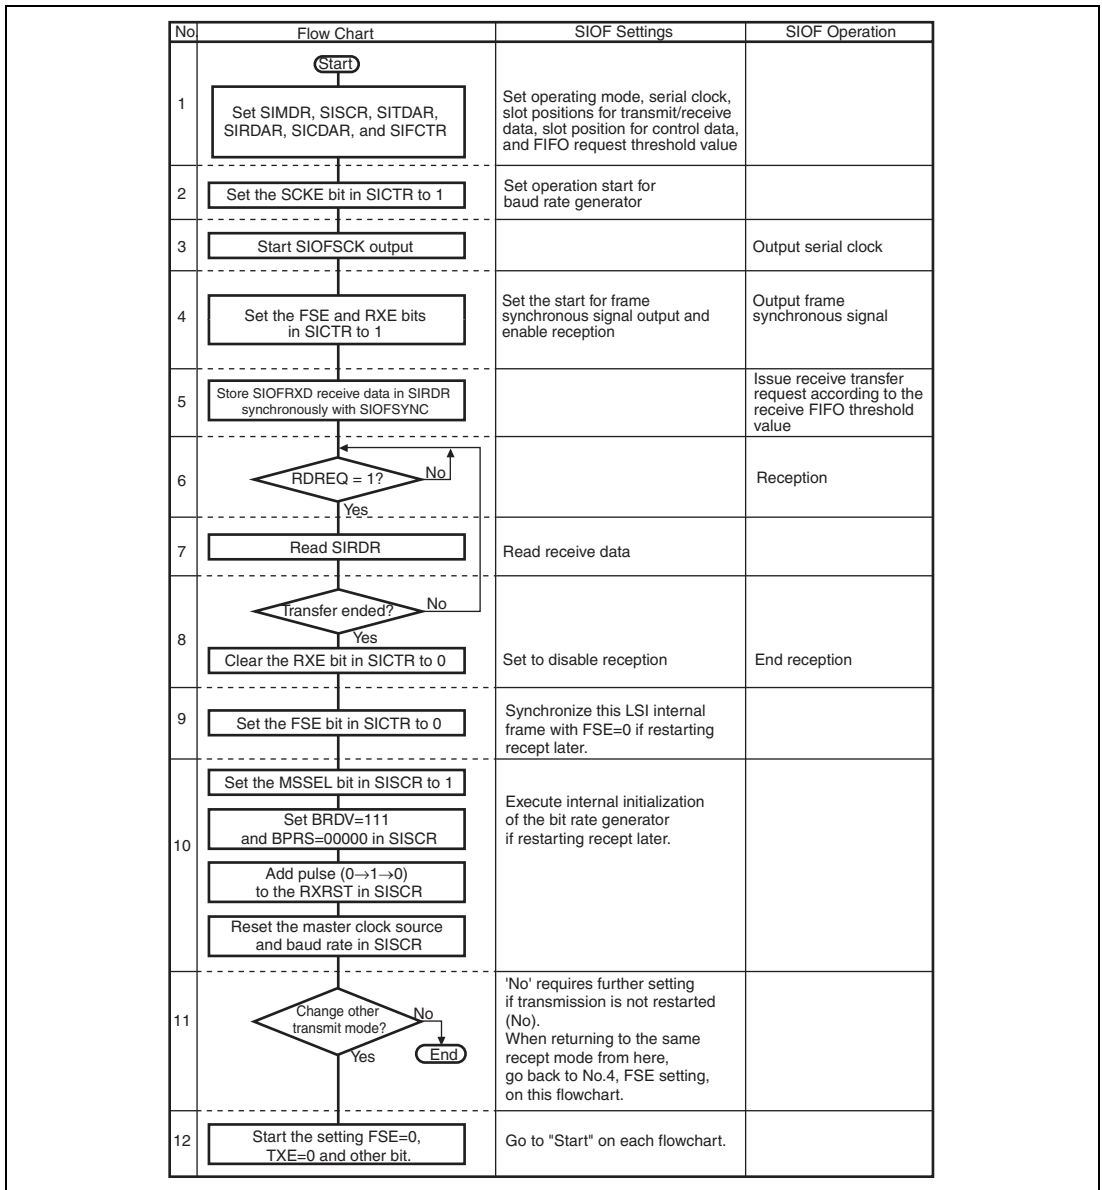 No. Flow Chart SIOF Settings SIOF Operation
Start
1
Set SIMDR, SISCR, SITDAR,
SIRDAR, SICDAR, and SIFCTR
Set operating mode, serial clock,
slot positions for transmit/receive
data, slot position for control data,
and FIFO request threshold value
2
Set the SCKE bit in SICTR to 1
Set operation start for
baud rate generator
3
Start SIOFSCK output
Output serial clock
4
Set the FSE and RXE bits
in SICTR to 1
Set the start for frame
synchronous signal output and
enable reception
Output frame
synchronous signal
5
Store SIOFRXD receive data in SIRDR
synchronously with SIOFSYNC
Issue receive transfer
request according to the
receive FIFO threshold
value
6
RDREQ = 1?
No
Yes
Reception
7
Read SIRDR
Read receive data
8
Transfer ended?
No
Yes
Clear the RXE bit in SICTR to 0
Set to disable reception
End reception
9
Set the FSE bit in SICTR to 0
Synchronize this LSI internal
frame with FSE=0 if restarting
recept later.
10
Set the MSSEL bit in SISCR to 1
Set BRDV=111
and BPRS=00000 in SISCR
Add pulse (0→1→0)
to the RXRST in SISCR
Reset the master clock source
and baud rate in SISCR
Execute internal initialization
of the bit rate generator
if restarting recept later.
11
Change other
transmit mode?
No
Yes
End
'No' requires further setting
if transmission is not restarted
(No).
When returning to the same
recept mode from here,
go back to No.4, FSE setting,
on this flowchart.
12
Start the setting FSE=0,
TXE=0 and other bit.
Go to "Start" on each flowchart.